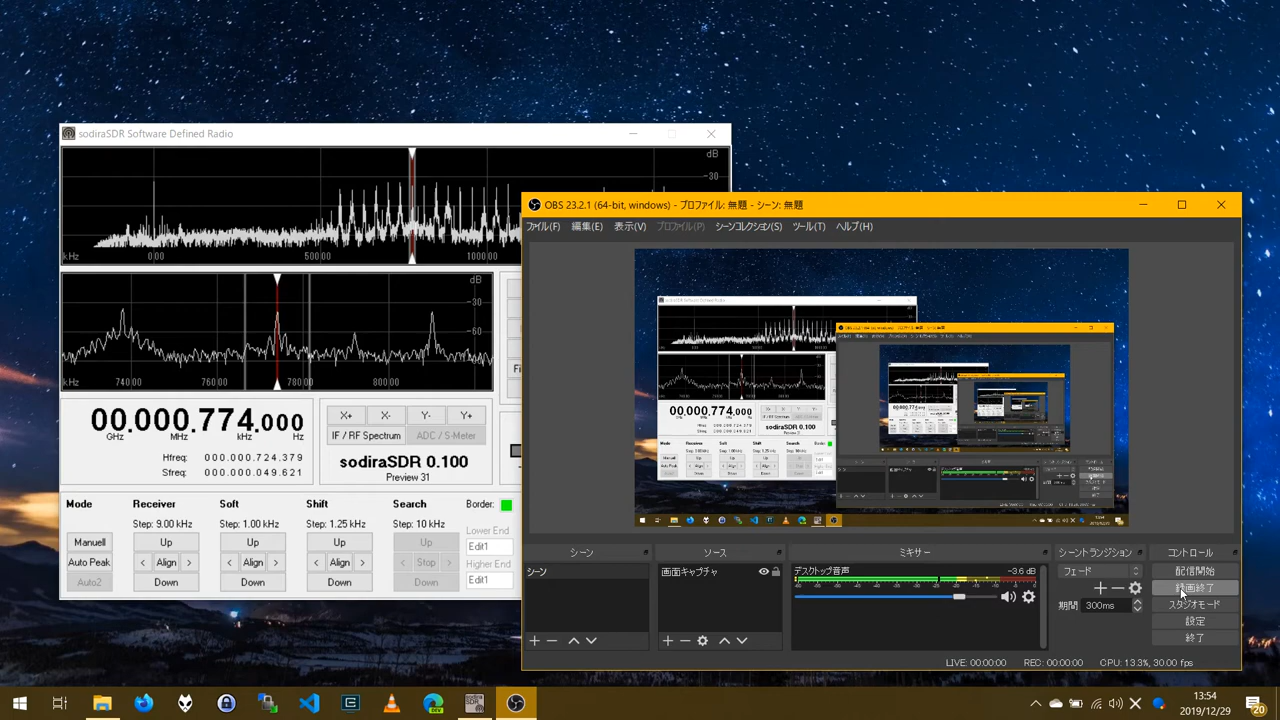 sodiraSDR Software Defined Radio
dB
-30
kHz 0.00 500.00 1000.00
dB
-30
-60
kHz 740.00 760.00 780.00 800.00
00.000.774.000
GHz MHz kHz Hz
Hfreq: 000.000.724.379
Sfreq: 000.000.049.621
X+ X- Y- Y+
F / RF Spectrum ADC / S-Meter
sodiraSDR 0.100
Preview 31
Mode Receiver Soft Shift Search Border:
Step: 9.00 kHz Step: 1.00 kHz Step: 1.25 kHz Step: 10 kHz
Lower End
Manuell Up Up Up Up Edit1
Higher End
Auto Peak < Align > < Align > < Align > < Stop >
Auto2 Down Down Down Down Edit1
OBS 23.2.1 (64-bit, windows) - プロファイル: 無題 - シーン: 無題
ファイル(F) 編集(E) 表示(V) プロファイル(P) シーンコレクション(S) ツール(T) ヘルプ(H)
00.000.774.000
sodiraSDR 0.100
シーン ソース ミキサー シーントランジション コントロール
シーン
画面キャプチャ
デスクトップ音声 -3.6 dB
フェード
期間 300ms
配信開始
録画終了
スタジオモード
設定
終了
LIVE: 00:00:00 REC: 00:00:00 CPU: 13.3%, 30.00 fps
DEV
SDR
13:54
2019/12/29
20